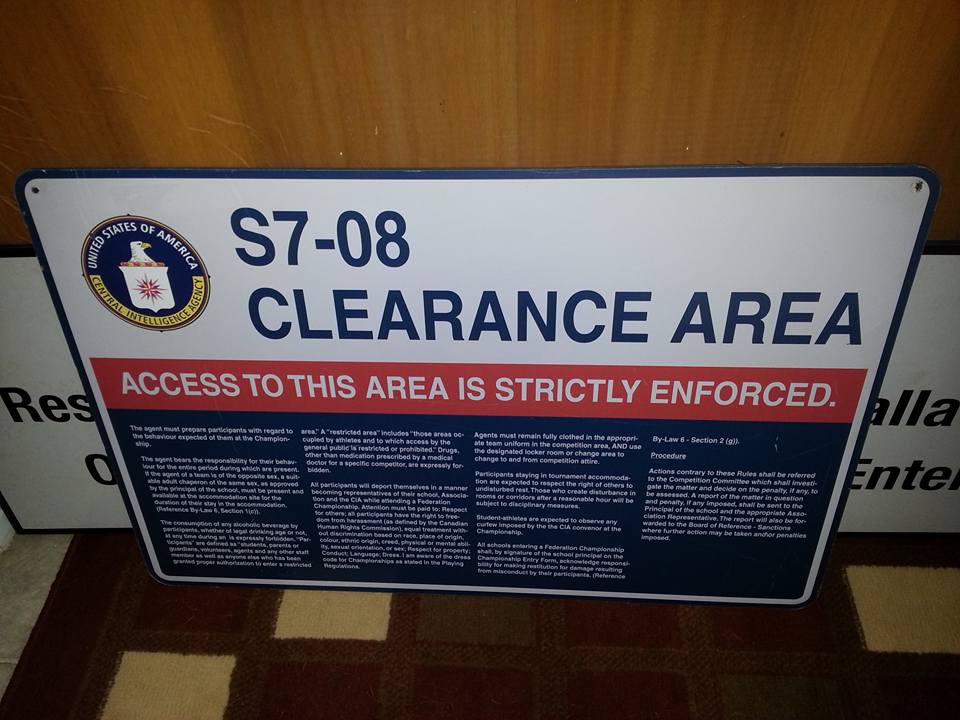 UNITED STATES OF AMERICA
CENTRAL INTELLIGENCE AGENCY
S7-08
CLEARANCE AREA
ACCESS TO THIS AREA IS STRICTLY ENFORCED.
The agent must prepare participants with regard to
the behaviour expected of them at the Champion-
ship.
The agent bears the responsibility for their behav-
iour for the entire period during which are present.
If the agent of a team is of the opposite sex, a suit-
able adult chaperon of the same sex, as approved
by the principal of the school, must be present and
available at the accommodation site for the
duration of their stay in the accommodation.
(Reference By-Law 6, Section 1(r)).
The consumption of any alcoholic beverage by
participants, whether of legal drinking age or not,
at any time during an is expressly forbidden. "Par-
ticipants" are defined as "students, parents or
guardians, volunteers, agents and any other staff
member as well as anyone else who has been
granted proper authorization to enter a restricted
area." A "restricted area" includes "those areas oc-
cupied by athletes and to which access by the
general public is restricted or prohibited." Drugs,
other than medication prescribed by a medical
doctor for a specific competitor, are expressly for-
bidden.
All participants will deport themselves in a manner
becoming representatives of their school, Associa-
tion and the CIA while attending a Federation
Championship. Attention must be paid to: Respect
for others; all participants have the right to free-
dom from harassment (as defined by the Canadian
Human Rights Commission), equal treatment with-
out discrimination based on race, place of origin,
colour, ethnic origin, creed, physical or mental abil-
ity, sexual orientation, or sex; Respect for property;
Conduct; Language; Dress. I am aware of the dress
code for Championships as stated in the Playing
Regulations.
Agents must remain fully clothed in the appropri-
ate team uniform in the competition area, AND use
the designated locker room or change area to
change to and from competition attire.
Participants staying in tournament accommoda-
tion are expected to respect the right of others to
undisturbed rest. Those who create disturbance in
rooms or corridors after a reasonable hour will be
subject to disciplinary measures.
Student-athletes are expected to observe any
curfew imposed by the the CIA convenor at the
Championship.
All schools entering a Federation Championship
shall, by signature of the school principal on the
Championship Entry Form, acknowledge responsi-
bility for making restitution for damage resulting
from misconduct by their participants. (Reference
By-Law 6 - Section 2 (g)).
Procedure
Actions contrary to these Rules shall be referred
to the Competition Committee which shall investi-
gate the matter and decide on the penalty, if any, to
be assessed. A report of the matter in question
and penalty, if any imposed, shall be sent to the
Principal of the school and the appropriate Asso-
ciation Representative. The report will also be for-
warded to the Board of Reference - Sanctions
where further action may be taken and/or penalties
imposed.
Res
alla
O
Enter